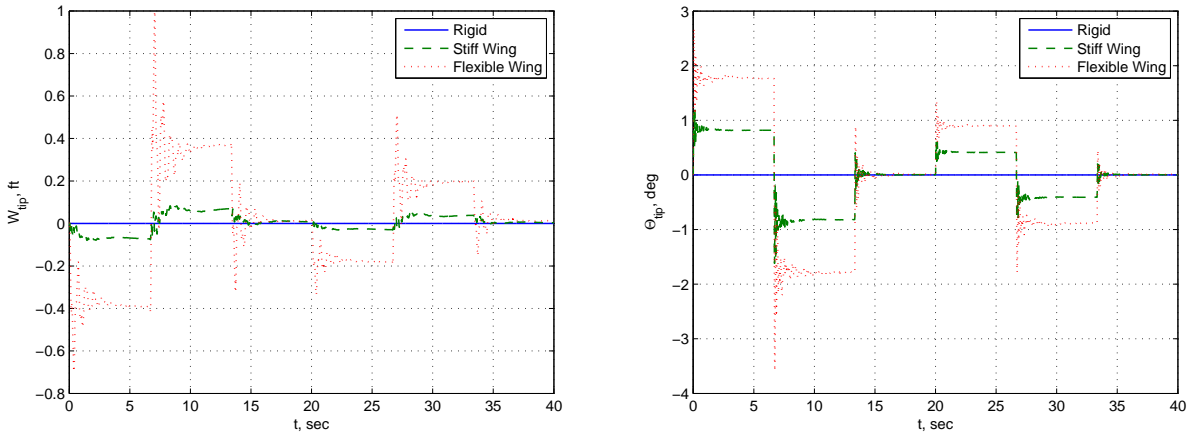 1
0.8
0.6
0.4
0.2
0
−0.2
−0.4
−0.6
−0.8
W_tip, ft
0 5 10 15 20 25 30 35 40
t, sec
Rigid
Stiff Wing
Flexible Wing
3
2
1
0
−1
−2
−3
−4
Θ_tip, deg
0 5 10 15 20 25 30 35 40
t, sec
Rigid
Stiff Wing
Flexible Wing